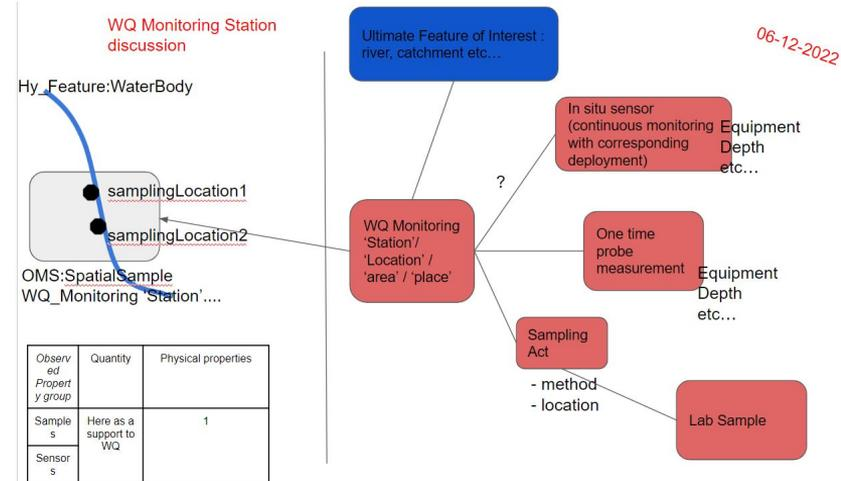 WQ Monitoring Station
discussion
Hy_Feature:WaterBody
samplingLocation1
samplingLocation2
OMS:SpatialSample
WQ_Monitoring ‘Station’....
Observ
ed
Propert
y group
Quantity
Physical properties
Sample
s
Here as a
support to
WQ
1
Sensor
s
Ultimate Feature of Interest :
river, catchment etc…
06-12-2022
In situ sensor
(continuous monitoring
with corresponding
deployment)
Equipment
Depth
etc…
?
WQ Monitoring
‘Station’/
‘Location’ /
‘area’ / ‘place’
One time
probe
measurement
Equipment
Depth
etc…
Sampling
Act
- method
- location
Lab Sample